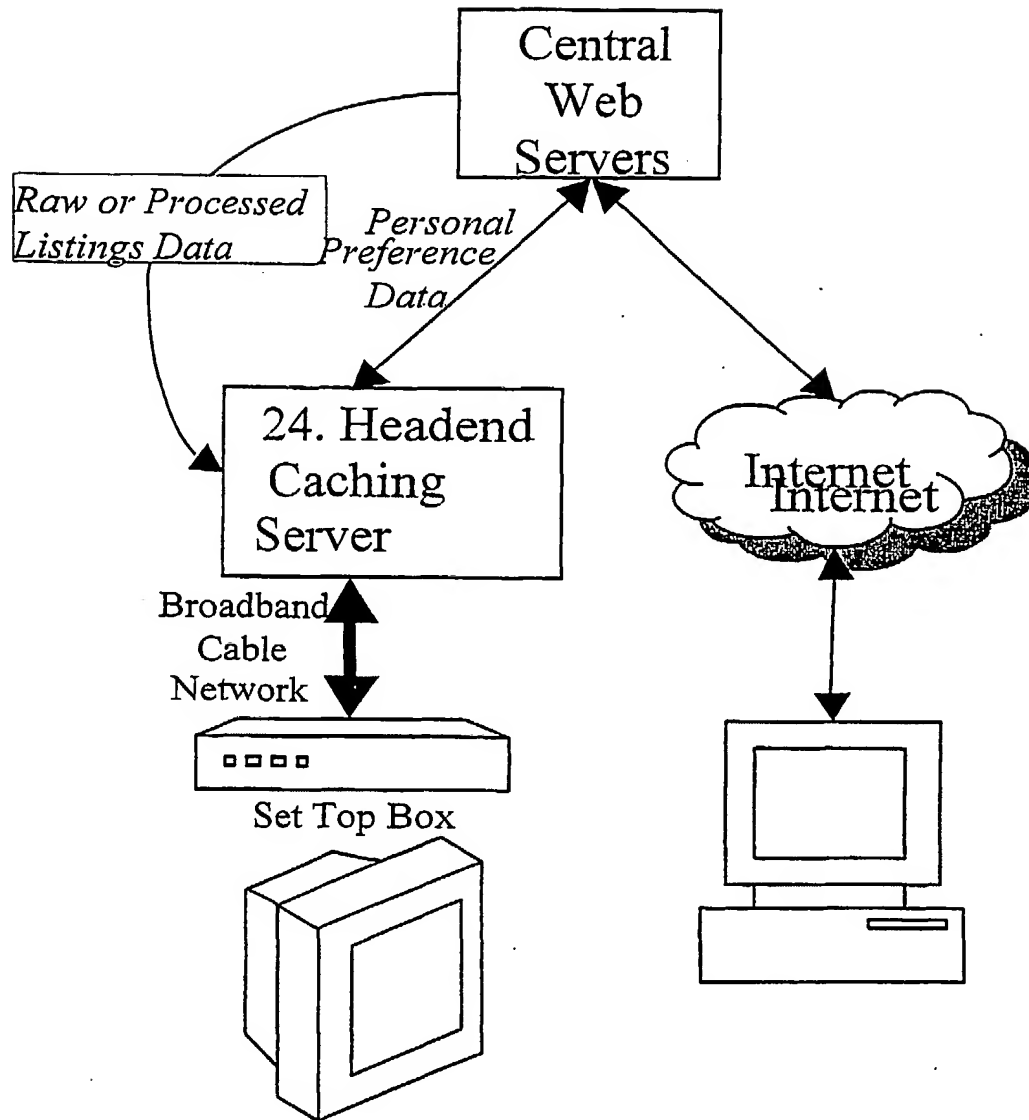 Central
Web
Servers
Raw or Processed
Listings Data
Personal
Preference
Data
24. Headend
Caching
Server
Internet
Internet
Broadband
Cable
Network
Set Top Box